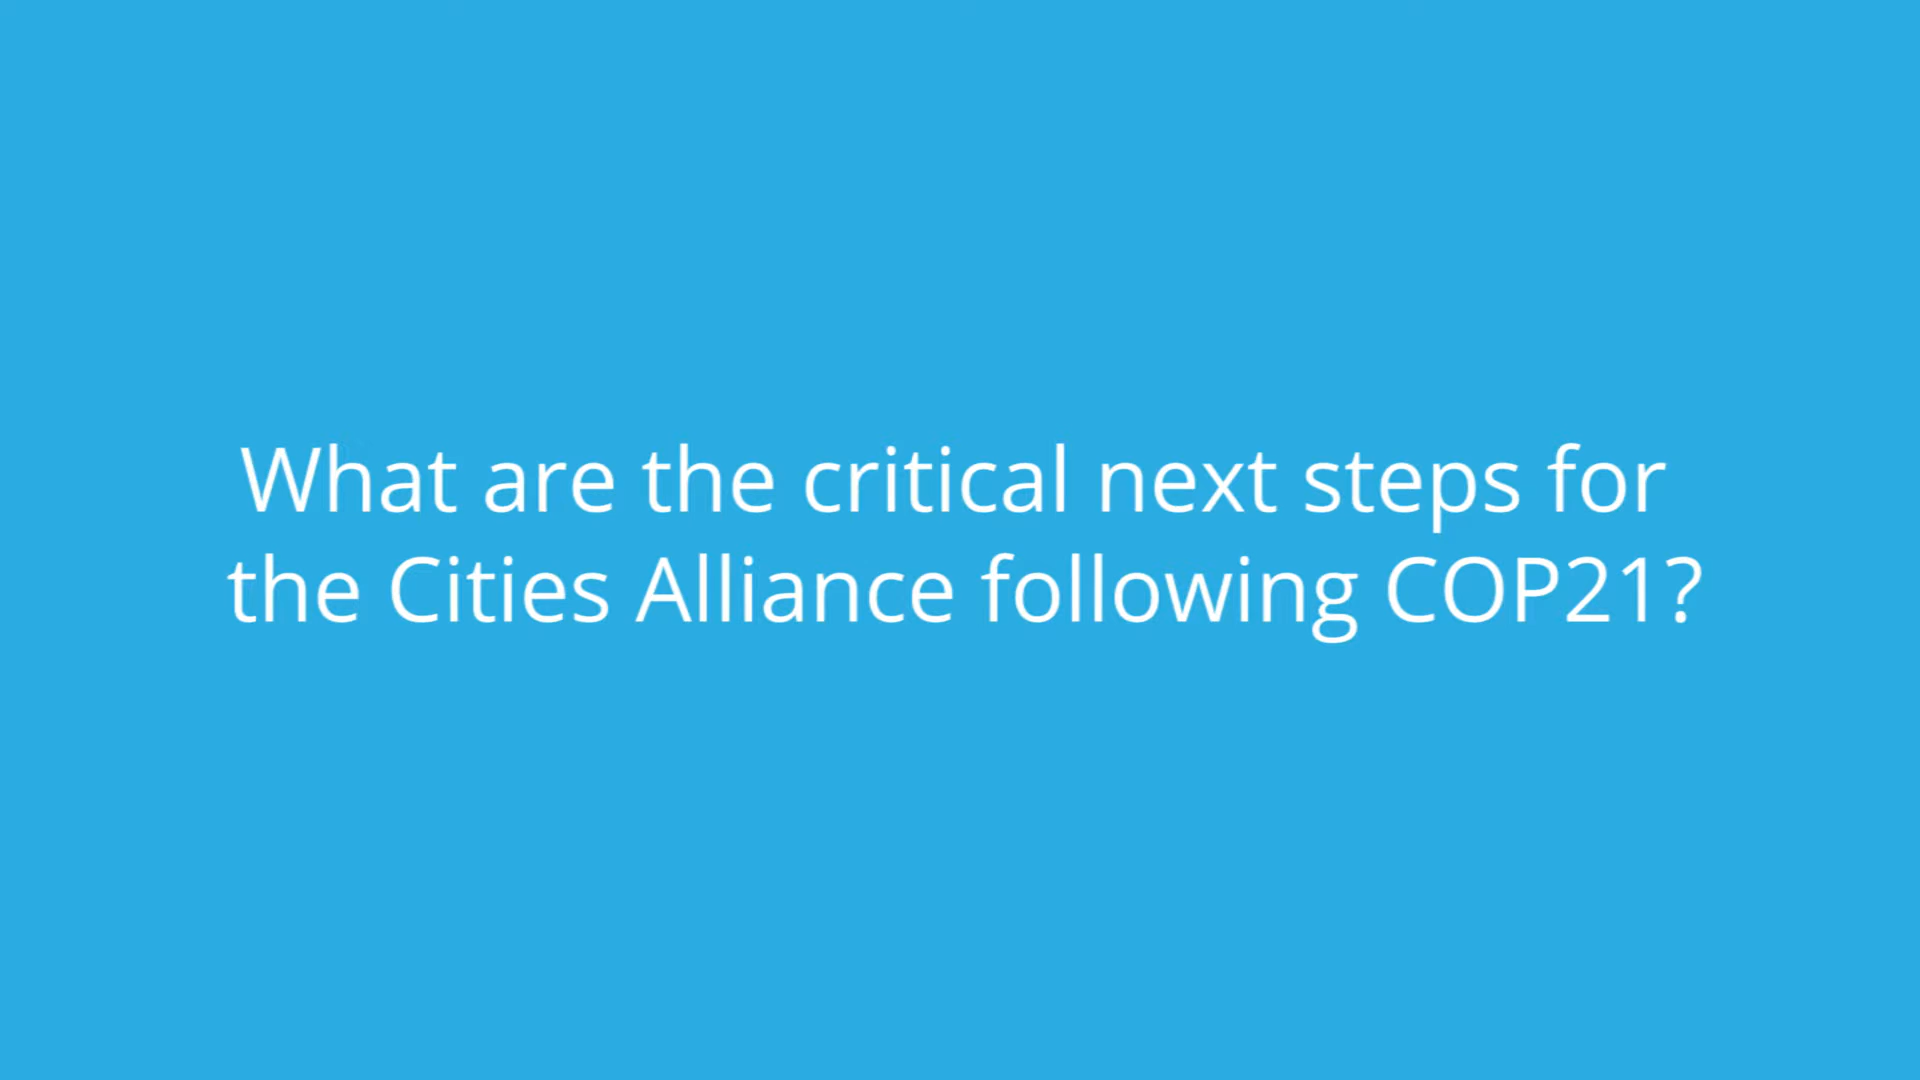 What are the critical next steps for
the Cities Alliance following COP21?